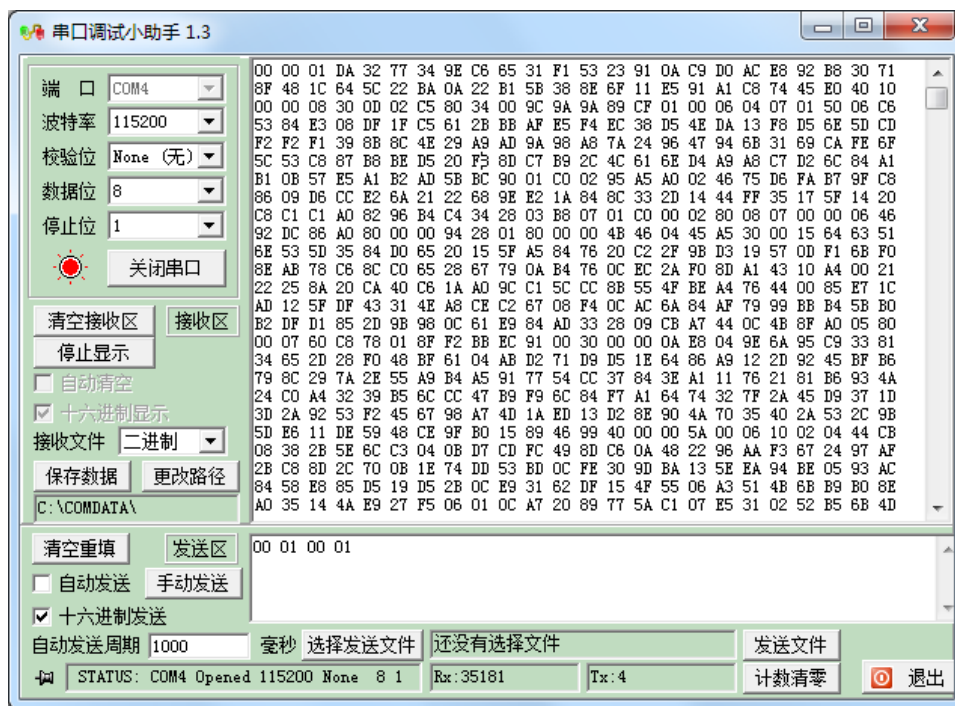 串口调试小助手 1.3
端 口 COM4
波特率 115200
校验位 None (无)
数据位 8
停止位 1
关闭串口
清空接收区 接收区
停止显示
自动清空
十六进制显示
接收文件 二进制
保存数据 更改路径
C:\COMDATA\
00 00 01 DA 32 77 34 9E C6 65 31 F1 53 23 91 0A C9 D0 AC E8 92 B8 30 71
8F 48 1C 64 5C 22 BA 0A 22 B1 5B 38 8E 6F 11 E5 91 A1 C8 74 45 E0 40 10
00 00 08 30 0D 02 C5 80 34 00 9C 9A 9A 89 CF 01 00 06 04 07 01 50 06 C6
53 84 E3 08 DF 1F C5 61 2B BB AF E5 F4 EC 38 D5 4E DA 13 F8 D5 6E 5D CD
F2 F2 F1 39 8B 8C 4E 29 A9 AD 9A 98 A8 7A 24 96 47 94 6B 31 69 CA FE 6F
5C 53 C8 87 B8 BE D5 20 F5 8D C7 B9 2C 4C 61 6E D4 A9 A8 C7 D2 6C 84 A1
B1 0B 57 E5 A1 B2 AD 5B BC 90 01 C0 02 95 A5 A0 02 46 75 D6 FA B7 9F C8
86 09 D6 CC E2 6A 21 22 68 9E E2 1A 84 8C 33 2D 14 44 FF 35 17 5F 14 20
C8 C1 C1 A0 82 96 B4 C4 34 28 03 B8 07 01 C0 00 02 80 08 07 00 00 06 46
92 DC 86 A0 80 00 00 94 28 01 80 00 00 4B 46 04 45 A5 30 00 15 64 63 51
6E 53 5D 35 84 D0 65 20 15 5F A5 84 76 20 C2 2F 9B D3 19 57 0D F1 6B F0
8E AB 78 C6 8C C0 65 28 67 79 0A B4 76 0C EC 2A F0 8D A1 43 10 A4 00 21
22 25 8A 20 CA 40 C6 1A A0 9C C1 5C CC 8B 55 4F BE A4 76 44 00 85 E7 1C
AD 12 5F DF 43 31 4E A8 CE C2 67 08 F4 0C AC 6A 84 AF 79 99 BB B4 5B B0
B2 DF D1 85 2D 9B 98 0C 61 E9 84 AD 33 28 09 CB A7 44 0C 4B 8F A0 05 80
00 07 60 C8 78 01 8F F2 BB EC 91 00 30 00 00 0A E8 04 9E 6A 95 C9 33 81
34 65 2D 28 F0 48 BF 61 04 AB D2 71 D9 D5 1E 64 86 A9 12 2D 92 45 BF B6
79 8C 29 7A 2E 55 A9 B4 A5 91 77 54 CC 37 84 3E A1 11 76 21 81 B6 93 4A
24 C0 A4 32 39 B5 6C CC 47 B9 F9 6C 84 F7 A1 64 74 32 7F 2A 45 D9 37 1D
3D 2A 92 53 F2 45 67 98 A7 4D 1A ED 13 D2 8E 90 4A 70 35 40 2A 53 2C 9B
5D E6 11 DE 59 48 CE 9F B0 15 89 46 99 40 00 00 5A 00 06 10 02 04 44 CB
49 38 2B 5E 6C C3 04 0B D7 CD FC 49 8D C6 0A 48 22 96 AA F3 67 24 97 AF
2B C8 8D 2C 70 0B 1E 74 DD 53 BD 0C FE 30 9D BA 13 5E EA 94 BE 05 93 AC
84 58 E8 85 D5 19 D5 2B 0C E9 31 62 DF 15 4F 55 06 A3 51 4B 6B B9 B0 8E
A0 35 14 4A E9 27 F5 06 01 0C A7 20 89 77 5A C1 07 E5 31 02 52 B5 6B 4D
清空重填 发送区
00 01 00 01
自动发送 手动发送
十六进制发送
自动发送周期 1000 毫秒 选择发送文件 还没有选择文件 发送文件
STATUS: COM4 Opened 115200 None 8 1 Rx:35181 Tx:4 计数清零 退出